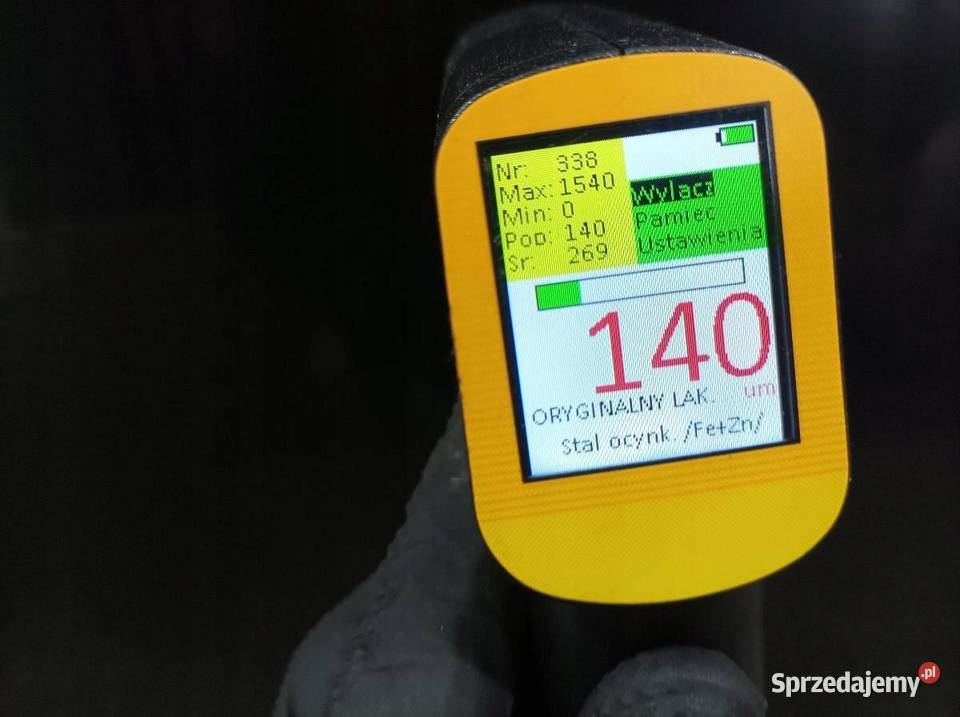 Nr: 338
Max: 1540
Min: 0
Pop: 140
Sr: 269
Wylacz
Pamiec
Ustawienia
140
um
ORYGINALNY LAK.
Stal ocynk. /Fe+Zn/
Sprzedajemy.pl